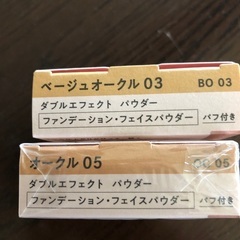 ベージュオークル 03 BO 03
ダブルエフェクト パウダー
ファンデーション・フェイスパウダー パフ付き
オークル 05 OC 05
ダブルエフェクト パウダー
ファンデーション・フェイスパウダー パフ付き